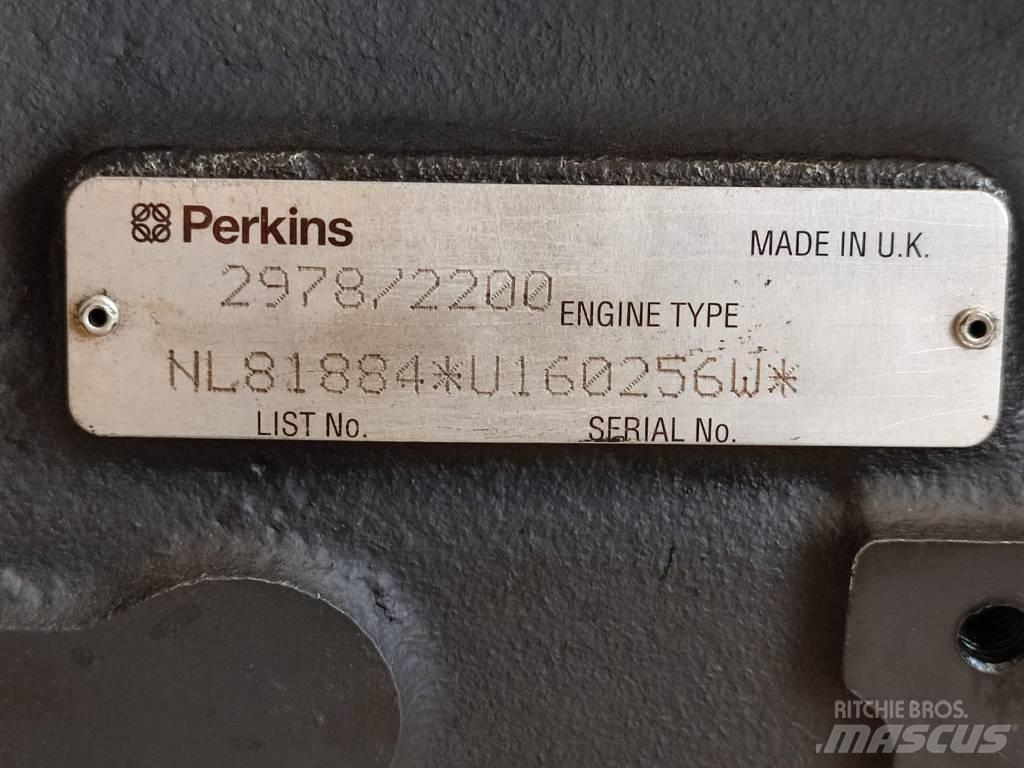 Perkins
MADE IN U.K.
2978/2200 ENGINE TYPE
NL81884*U160256W*
LIST No. SERIAL No.
RITCHIE BROS.
MASCUS